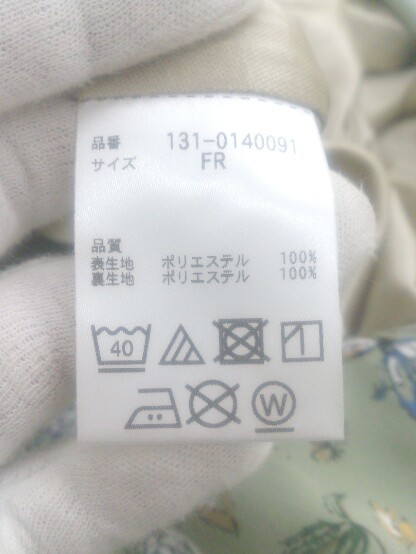 品番 131-0140091
サイズ FR
品質
表生地 ポリエステル 100%
裏生地 ポリエステル 100%
40
W